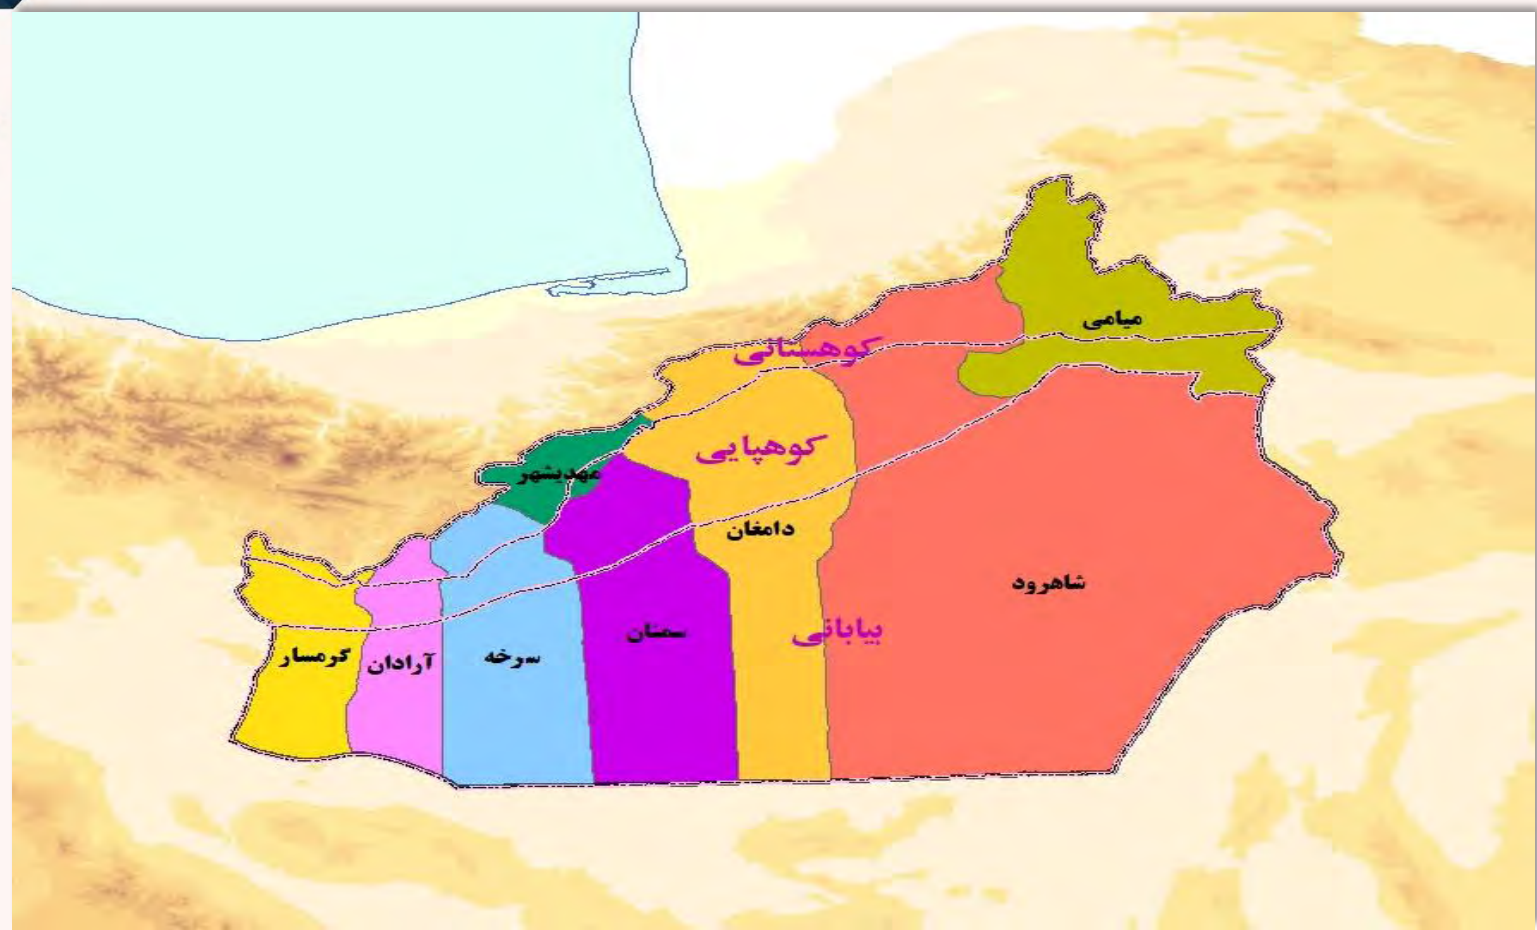 میامی
کوهستانی
کوهپایی
مهدیشهر
دامغان
شاهرود
بیابانی
سمنان
سرخه
آرادان
گرمسار